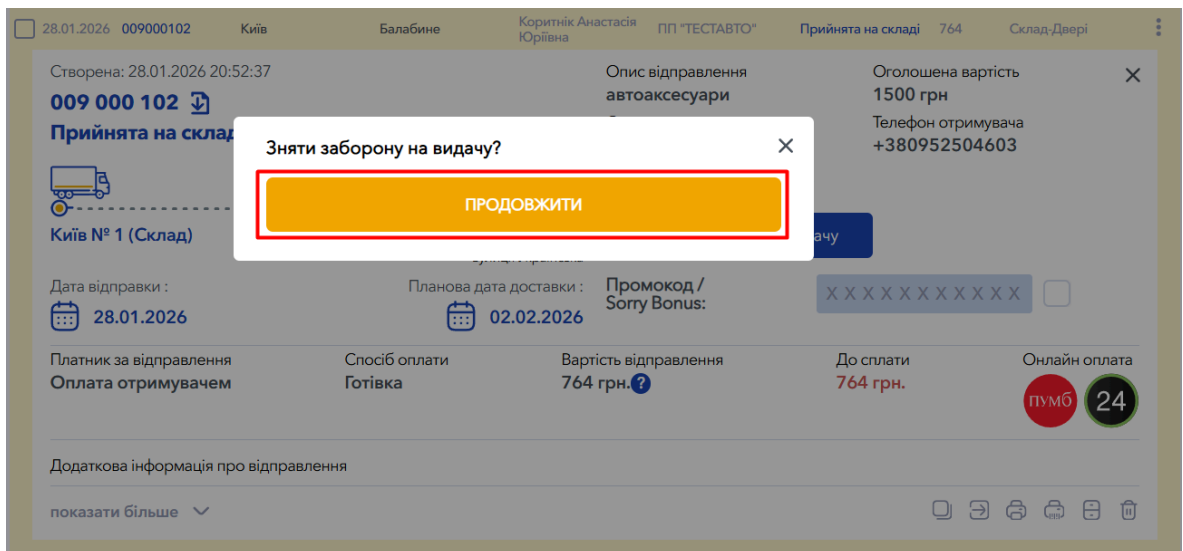 28.01.2026 009000102 Київ Балабине Коритнік Анастасія Юріївна ПП "ТЕСТАВТО" Прийнята на складі 764 Склад-Двері
Створена: 28.01.2026 20:52:37
Опис відправлення
Оголошена вартість
009 000 102
автоаксесуари
1500 грн
Прийнята на склад
Телефон отримувача
+380952504603
Зняти заборону на видачу?
ПРОДОВЖИТИ
Київ № 1 (Склад)
ачу
Дата відправки :
Планова дата доставки :
Промокод /
Sorry Bonus:
X X X X X X X X X X X
28.01.2026
02.02.2026
Платник за відправлення
Спосіб оплати
Вартість відправлення
До сплати
Онлайн оплата
Оплата отримувачем
Готівка
764 грн.?
764 грн.
ПУМБ
24
Додаткова інформація про відправлення
показати більше